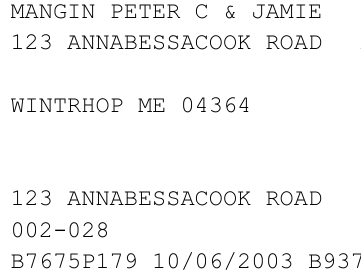 MANGIN PETER C & JAMIE
123 ANNABESSACOOK ROAD
WINTRHOP ME 04364
123 ANNABESSACOOK ROAD
002-028
B7675P179 10/06/2003 B937